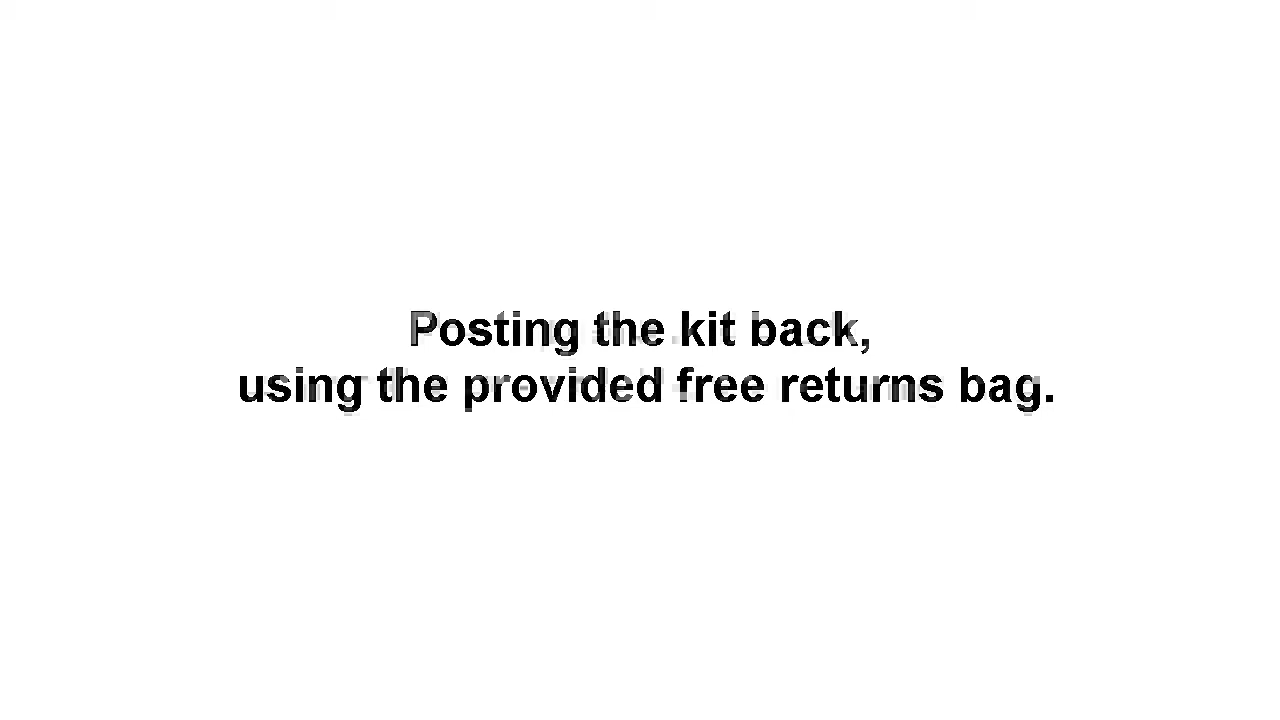 Posting the kit back,
using the provided free returns bag.